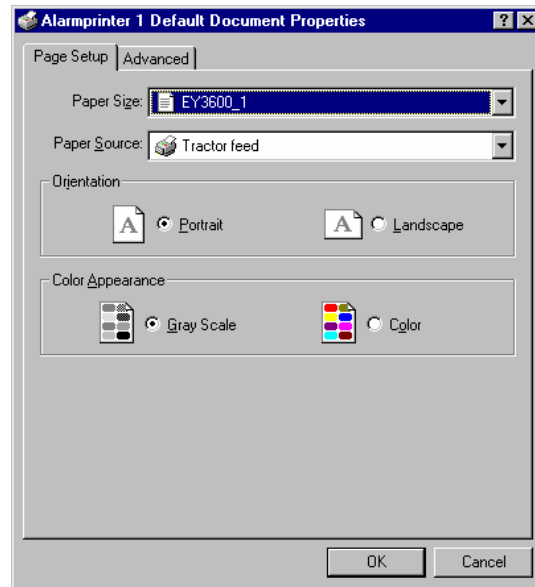 Alarmprinter 1 Default Document Properties
Page Setup Advanced
Paper Size: EY3600_1
Paper Source: Tractor feed
Orientation
A Portrait A Landscape
Color Appearance
Gray Scale Color
OK Cancel